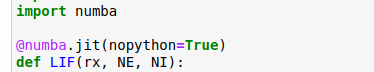 import numba
@numba.jit(nopython=True)
def LIF(rx, NE, NI):